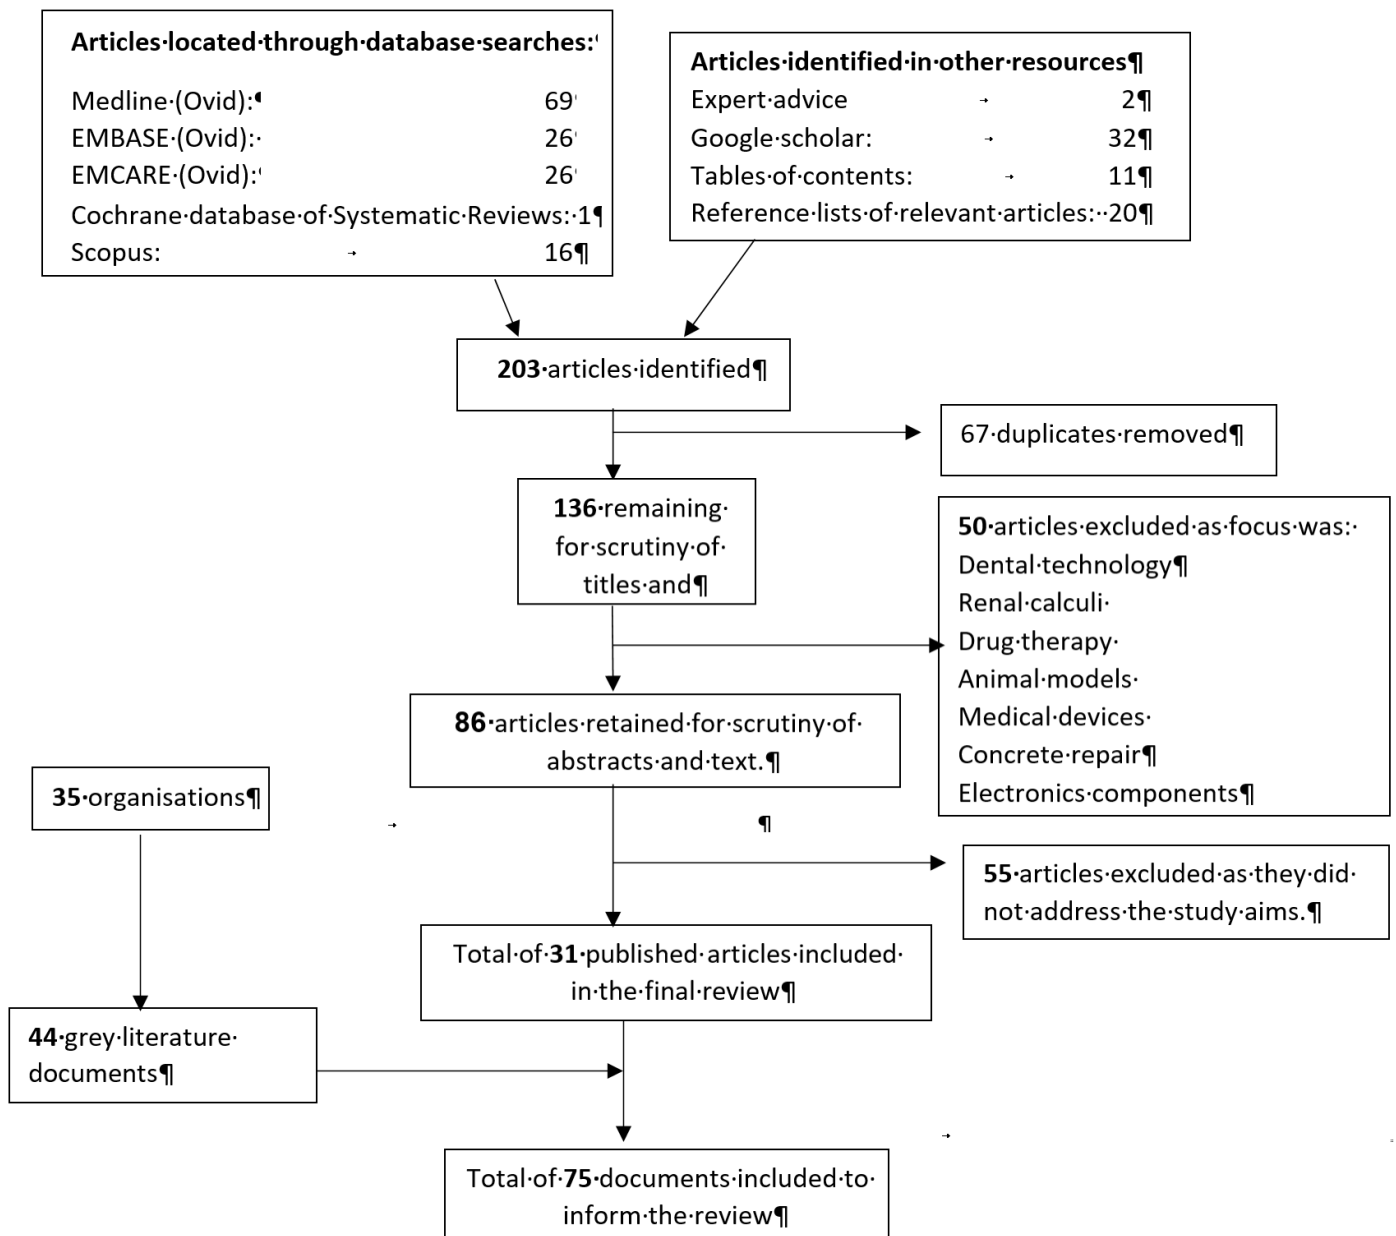 Articles·located·through·database·searches:
Medline·(Ovid):¶ 69
EMBASE·(Ovid):· 26
EMCARE·(Ovid): 26
Cochrane·database·of·Systematic·Reviews:·1¶
Scopus: → 16¶
Articles·identified·in·other·resources¶
Expert·advice → 2¶
Google·scholar: → 32¶
Tables·of·contents: → 11¶
Reference·lists·of·relevant·articles:··20¶
203·articles·identified¶
67·duplicates·removed¶
136·remaining·
for·scrutiny·of·
titles·and¶
50·articles·excluded·as·focus·was:·
Dental·technology¶
Renal·calculi·
Drug·therapy·
Animal·models·
Medical·devices·
Concrete·repair¶
Electronics·components¶
86·articles·retained·for·scrutiny·of·
abstracts·and·text.¶
35·organisations¶
→ ¶
55·articles·excluded·as·they·did·
not·address·the·study·aims.¶
Total·of·31·published·articles·included·
in·the·final·review¶
44·grey·literature·
documents¶
→
Total·of·75·documents·included·to·
inform·the·review¶